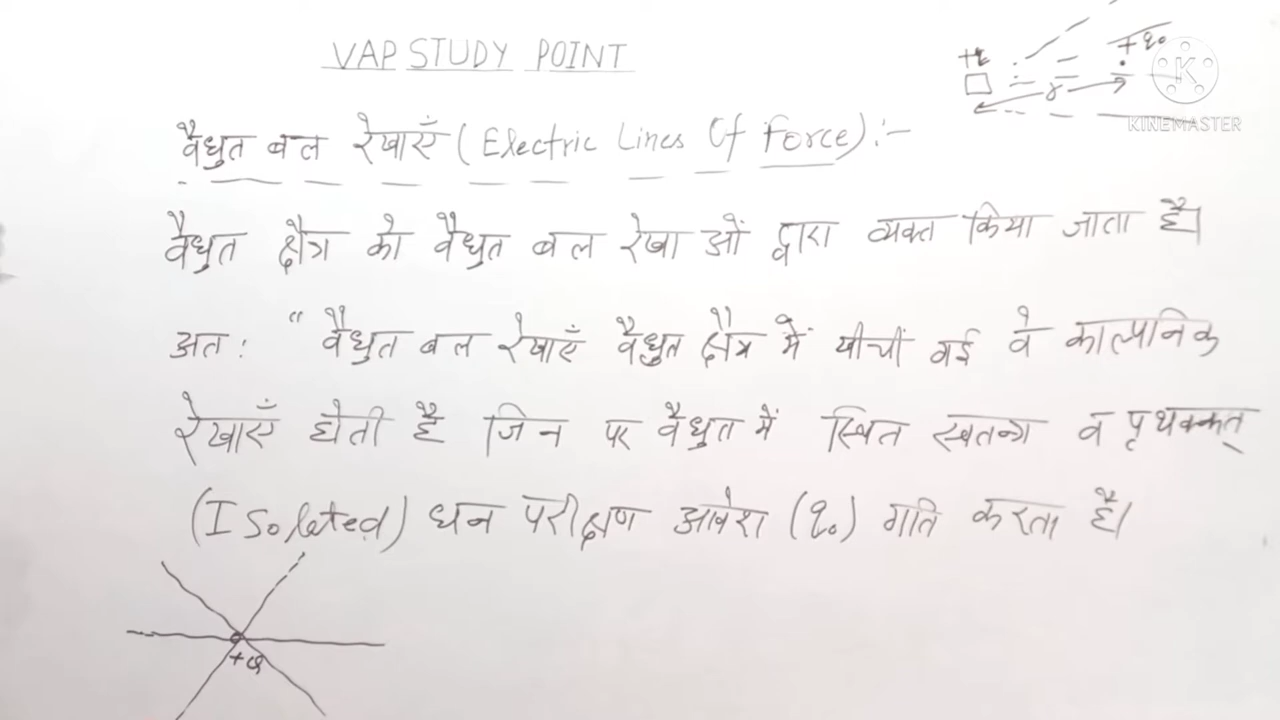 VAP STUDY POINT
+q
+q₀
r
KINEMASTER
वैधुत बल रेखाएँ (Electric Lines Of Force) :-
वैधुत क्षैत्र को वैधुत बल रेखा ओं द्वारा व्यक्त किया जाता है।
अतः "वैधुत बल रेखाएँ वैधुत क्षैत्र में खीचीं गई वे काल्पनिक
रेखाएँ होती है जिन पर वैधुत में स्थित स्वतन्त्र व पृथक्कत्
(Isolated) धन परीक्षण आवेश (q₀) गति करता है।
+Q